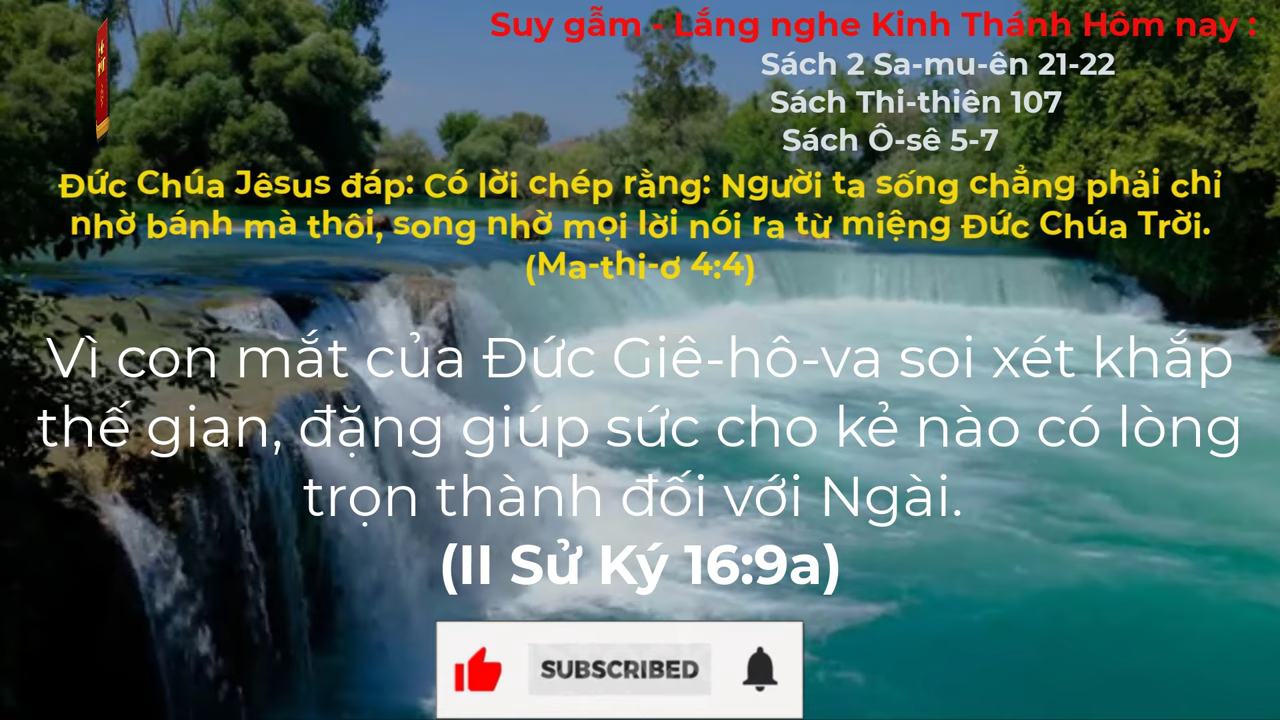 Suy gẫm - Lắng nghe Kinh Thánh Hôm nay :
Sách 2 Sa-mu-ên 21-22
Sách Thi-thiên 107
Sách Ô-sê 5-7
Đức Chúa Jêsus đáp: Có lời chép rằng: Người ta sống chẳng phải chỉ
nhờ bánh mà thôi, song nhờ mọi lời nói ra từ miệng Đức Chúa Trời.
(Ma-thi-ơ 4:4)
Vì con mắt của Đức Giê-hô-va soi xét khắp
thế gian, đặng giúp sức cho kẻ nào có lòng
trọn thành đối với Ngài.
(II Sử Ký 16:9a)
SUBSCRIBED